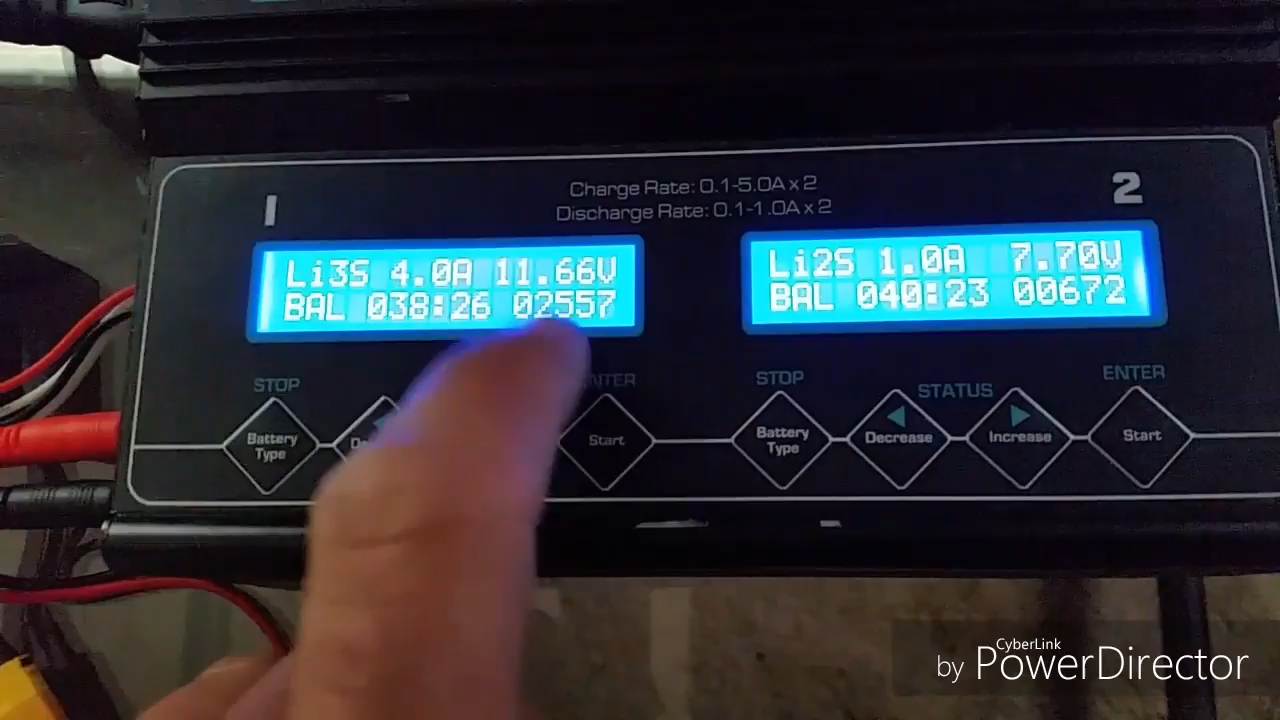 Charge Rate: 0.1-5.0A x 2
Discharge Rate: 0.1-1.0A x 2
1
2
Li3S 4.0A 11.66V
BAL 038:26 02557
Li2S 1.0A 7.70V
BAL 040:23 00672
STOP
ENTER
STOP
STATUS
ENTER
Battery Type
Start
Battery Type
Decrease
Increase
Start
CyberLink
by PowerDirector